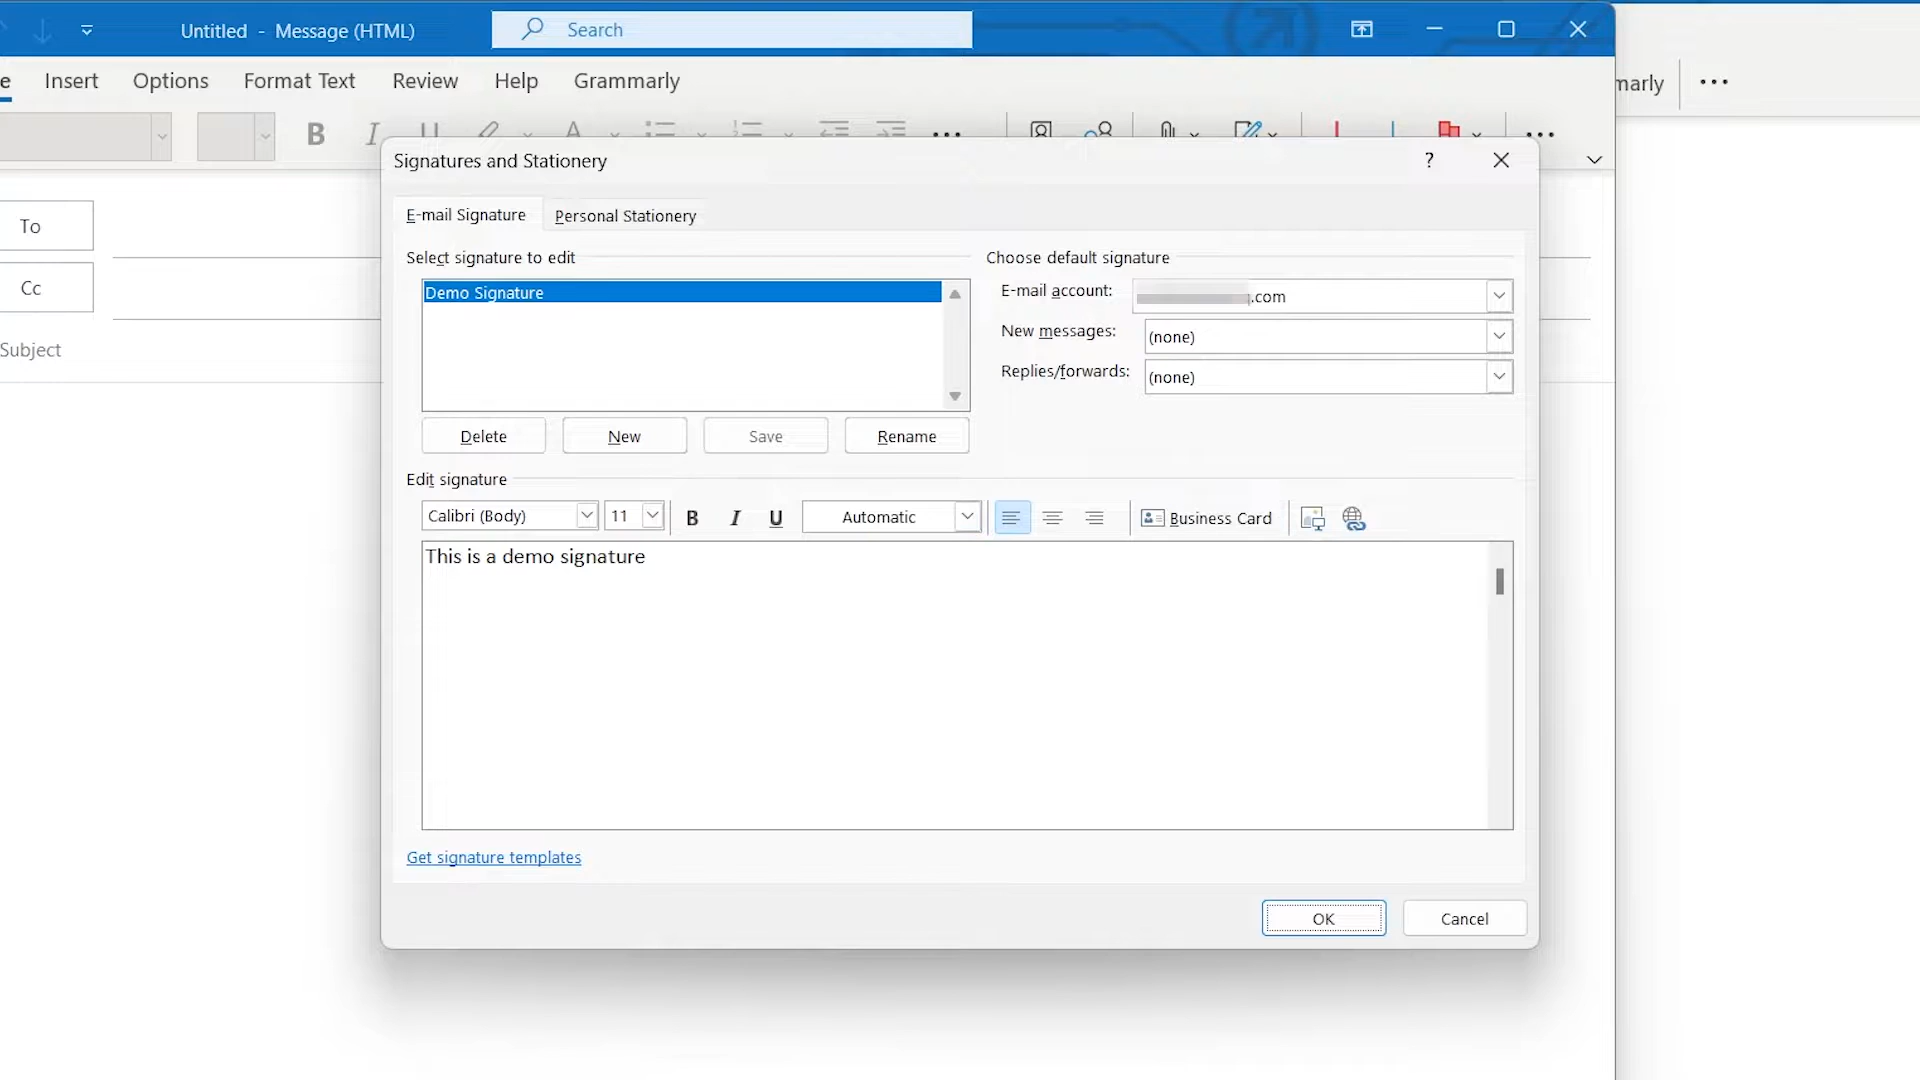 Untitled - Message (HTML)
Search
e Insert Options Format Text Review Help Grammarly
marly
B I U A
Signatures and Stationery
?
To
E-mail Signature Personal Stationery
Select signature to edit
Choose default signature
Demo Signature
E-mail account: .com
Cc
New messages: (none)
Subject
Replies/forwards: (none)
Delete New Save Rename
Edit signature
Calibri (Body) 11 B I U Automatic Business Card
This is a demo signature
Get signature templates
OK Cancel